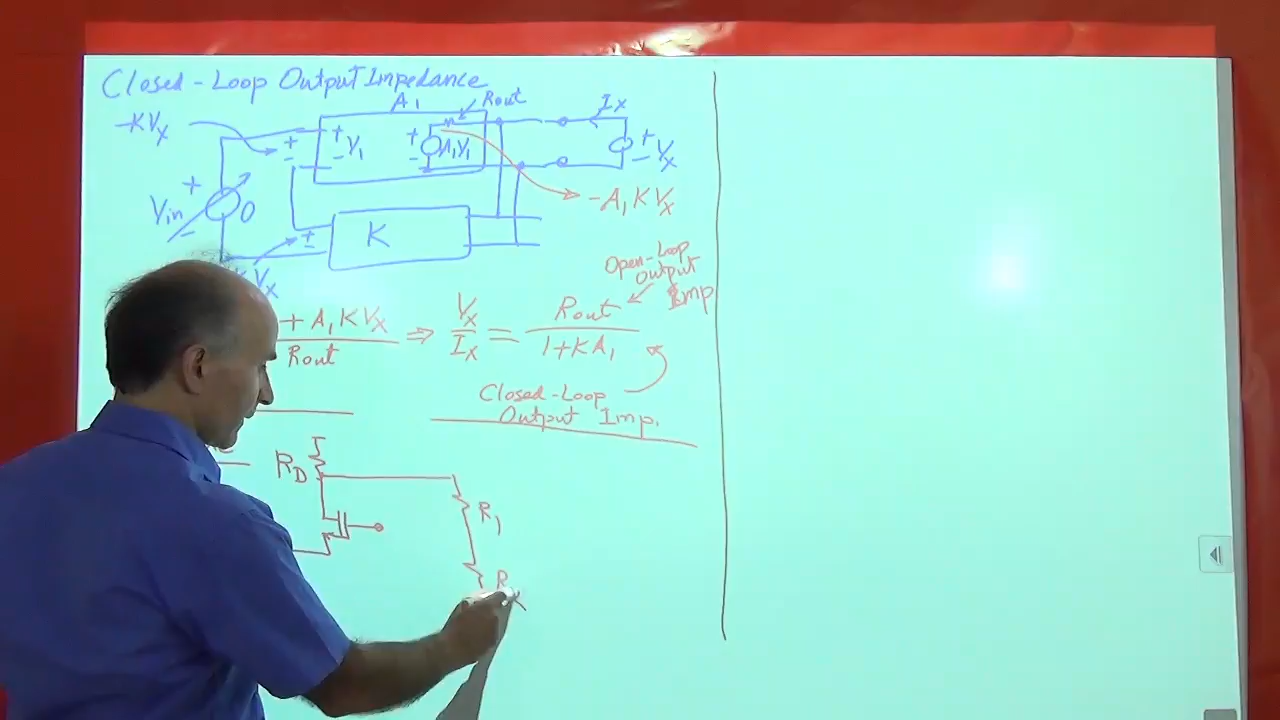 Closed-Loop Output Impedance
A1 Rout Ix
-KVx + - + - V1 + - A1V1 + - Vx
+ Vin - 0
-A1KVx
± K
Vx
Open-Loop
Output
Imp
+ A1KVx ⇒ Vx = Rout
Rout Ix 1+KA1
Closed-Loop
Output Imp.
RD
R1
R